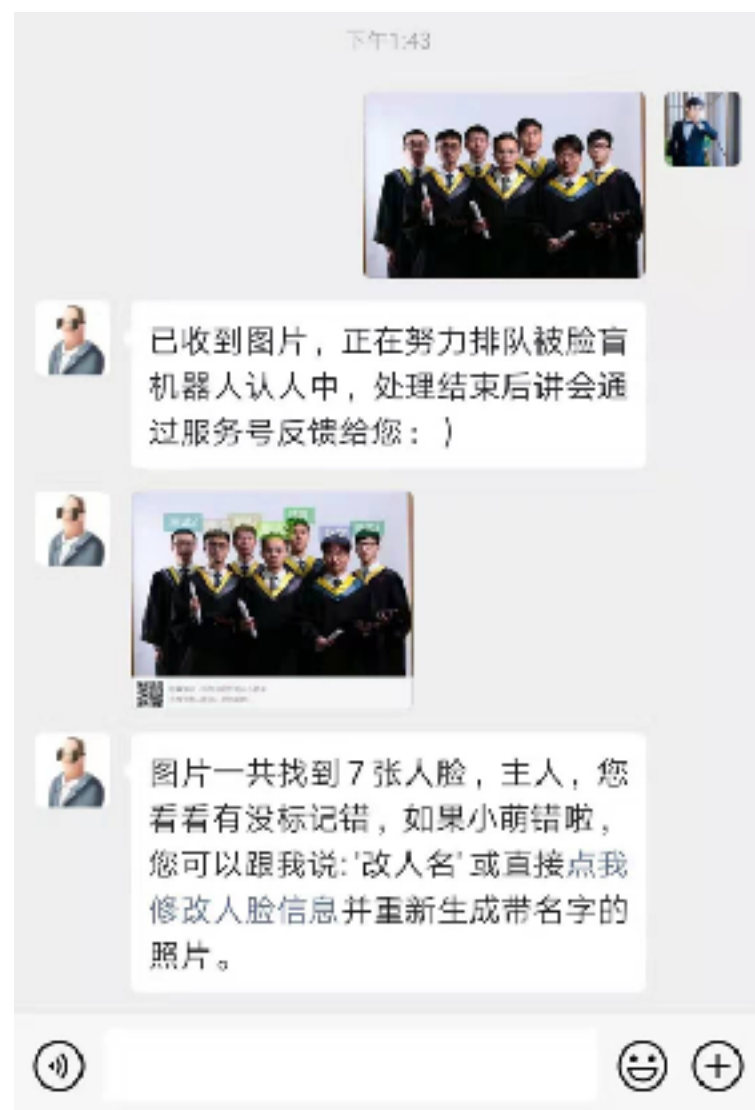 下午1:43
已收到图片，正在努力排队被脸盲
机器人认人中，处理结束后讲会通
过服务号反馈给您：)
图片一共找到7张人脸，主人，您
看看有没标记错，如果小萌错啦，
您可以跟我说:'改人名'或直接点我
修改人脸信息并重新生成带名字的
照片。